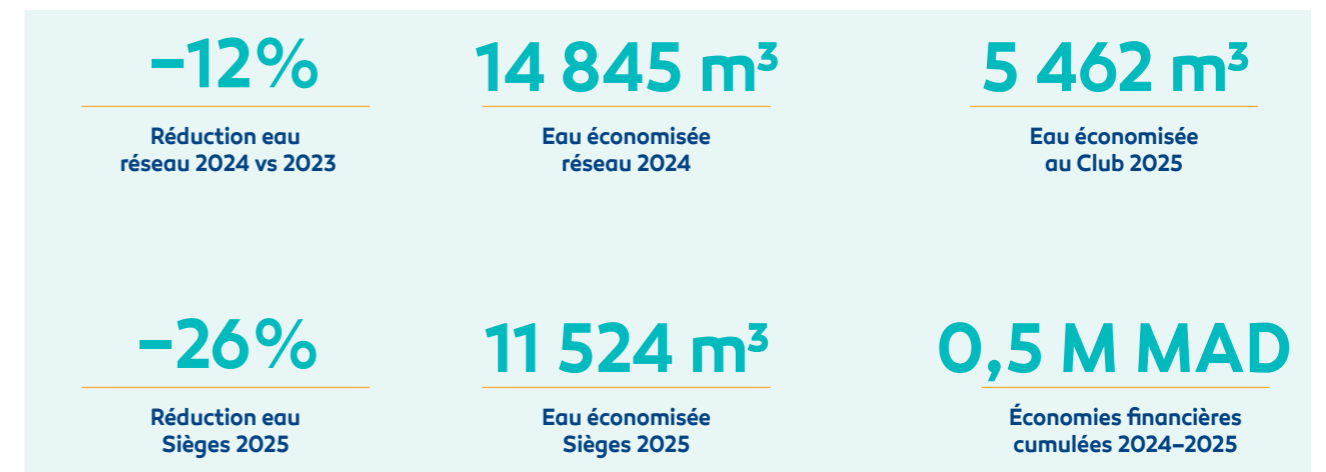 –12%
Réduction eau
réseau 2024 vs 2023
14 845 m³
Eau économisée
réseau 2024
5 462 m³
Eau économisée
au Club 2025
–26%
Réduction eau
Sièges 2025
11 524 m³
Eau économisée
Sièges 2025
0,5 M MAD
Économies financières
cumulées 2024–2025